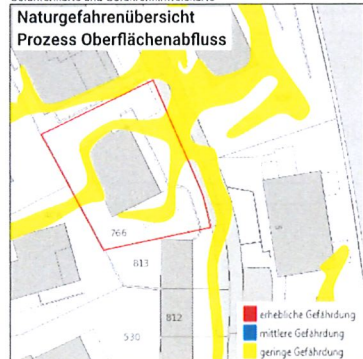 Naturgefahrenübersicht
Prozess Oberflächenabfluss
766
813
812
530
erhebliche Gefährdung
mittlere Gefährdung
geringe Gefährdung